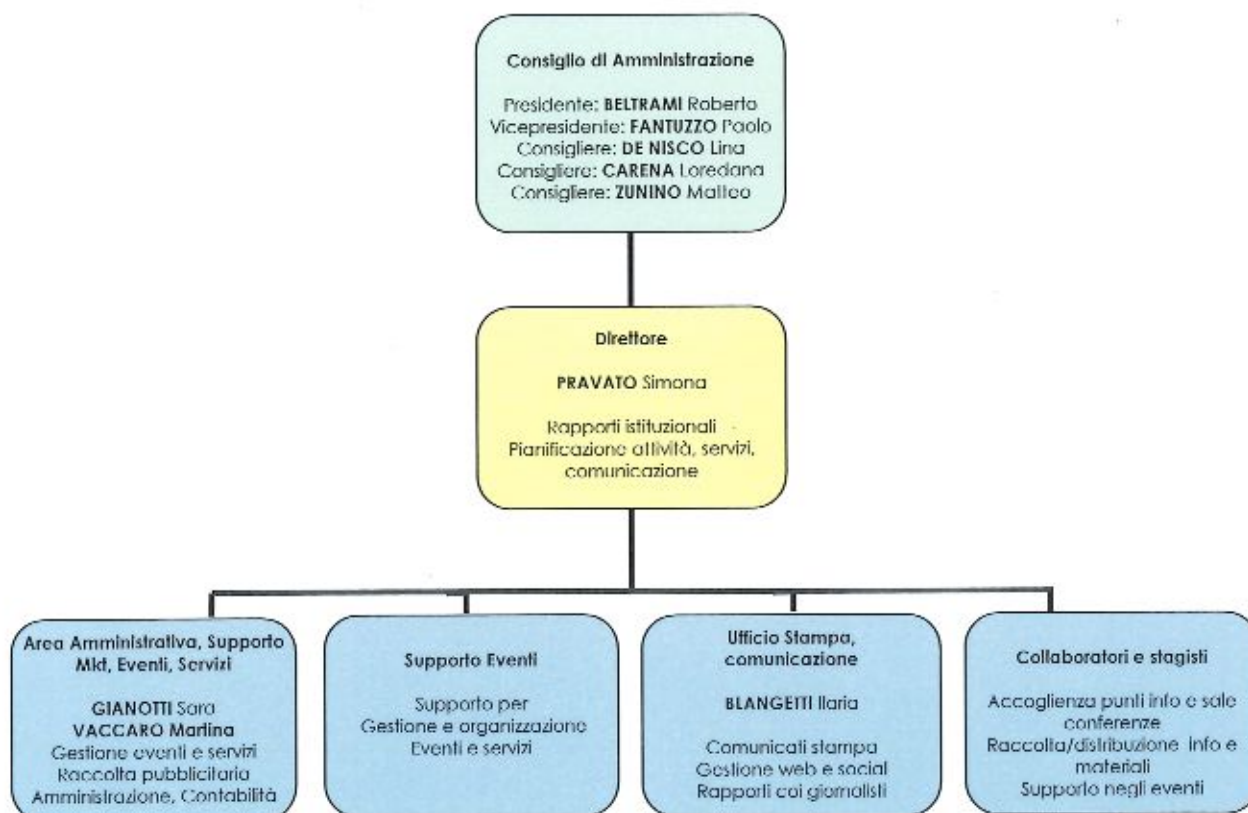 Consiglio di Amministrazione
Presidente: BELTRAMI Roberto
Vicepresidente: FANTUZZO Paolo
Consigliere: DE NISCO Lina
Consigliere: CARENA Loredana
Consigliere: ZUNINO Matteo
Direttore
PRAVATO Simona
Rapporti istituzionali
Pianificazione attività, servizi,
comunicazione
Area Amministrativa, Supporto
Mkt, Eventi, Servizi
GIANOTTI Sara
VACCARO Martina
Gestione eventi e servizi
Raccolta pubblicitaria
Amministrazione, Contabilità
Supporto Eventi
Supporto per
Gestione e organizzazione
Eventi e servizi
Ufficio Stampa,
comunicazione
BLANGETTI Ilaria
Comunicati stampa
Gestione web e social
Rapporti coi giornalisti
Collaboratori e stagisti
Accoglienza punti info e sale
conferenze
Raccolta/distribuzione info e
materiali
Supporto negli eventi